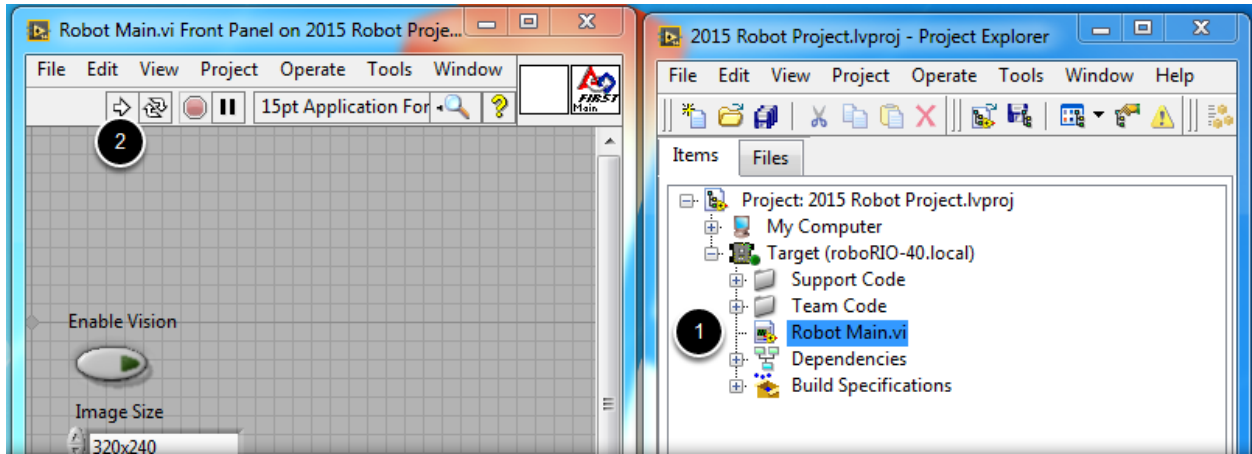 Robot Main.vi Front Panel on 2015 Robot Proje...
File Edit View Project Operate Tools Window
15pt Application For
FIRST
Main
2
Enable Vision
Image Size
320x240
2015 Robot Project.lvproj - Project Explorer
File Edit View Project Operate Tools Window Help
Items Files
Project: 2015 Robot Project.lvproj
My Computer
Target (roboRIO-40.local)
Support Code
Team Code
1
Robot Main.vi
Dependencies
Build Specifications